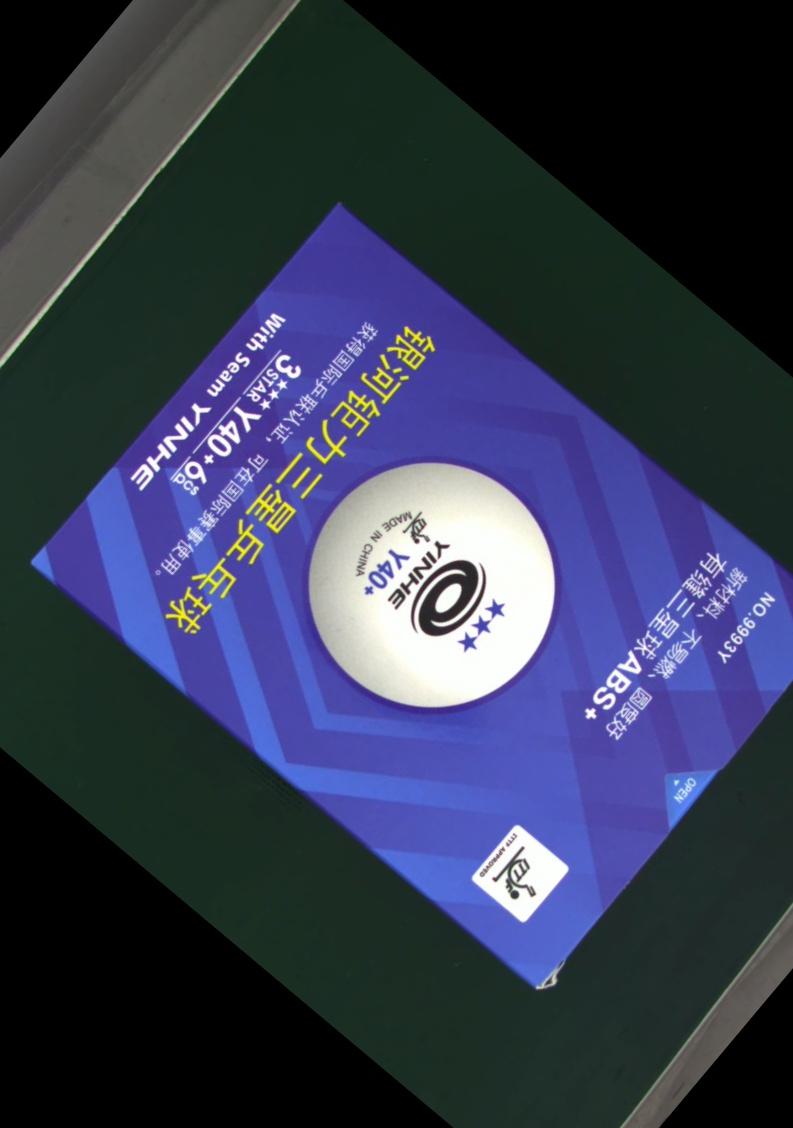 NO.9993Y
新材料、不易燃、圆度好
有缝三星球ABS+
OPEN
★★★
YINHE
Y40+
MADE IN CHINA
ITTF APPROVED
银河钜力三星乒乓球
获得国际乒联认证，可在国际赛事使用。
3★★★ Y40+ 6PCS
STAR
With Seam YINHE